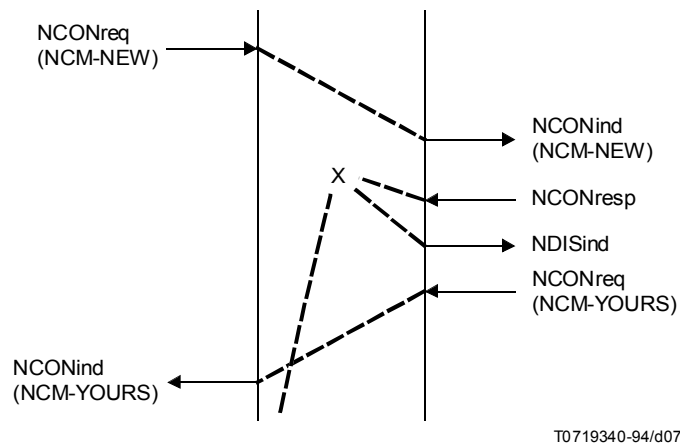 NCONreq
(NCM-NEW)
NCONind
(NCM-NEW)
X
NCONresp
NDISind
NCONreq
(NCM-YOURS)
NCONind
(NCM-YOURS)
T0719340-94/d07